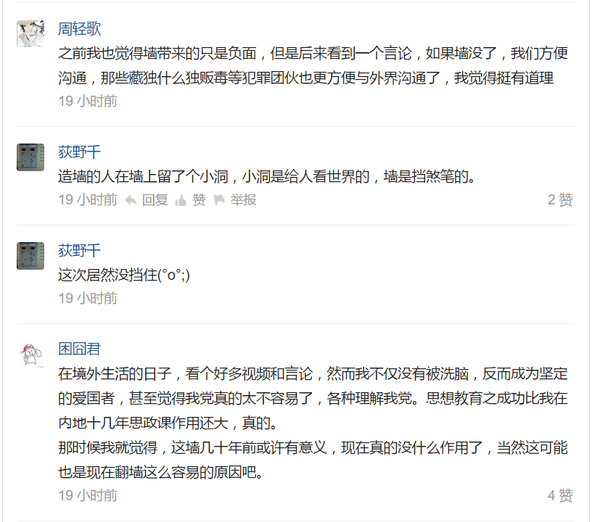 周轻歌
之前我也觉得墙带来的只是负面，但是后来看到一个言论，如果墙没了，我们方便
沟通，那些藏独什么独贩毒等犯罪团伙也更方便与外界沟通了，我觉得挺有道理
19 小时前
荻野千
造墙的人在墙上留了个小洞，小洞是给人看世界的，墙是挡煞笔的。
19 小时前 回复 赞 举报 2 赞
荻野千
这次居然没挡住(°o°;)
19 小时前
困囧君
在境外生活的日子，看个好多视频和言论，然而我不仅没有被洗脑，反而成为坚定
的爱国者，甚至觉得我党真的太不容易了，各种理解我党。思想教育之成功比我在
内地十几年思政课作用还大，真的。
那时候我就觉得，这墙几十年前或许有意义，现在真的没什么作用了，当然这可能
也是现在翻墙这么容易的原因吧。
19 小时前 4 赞